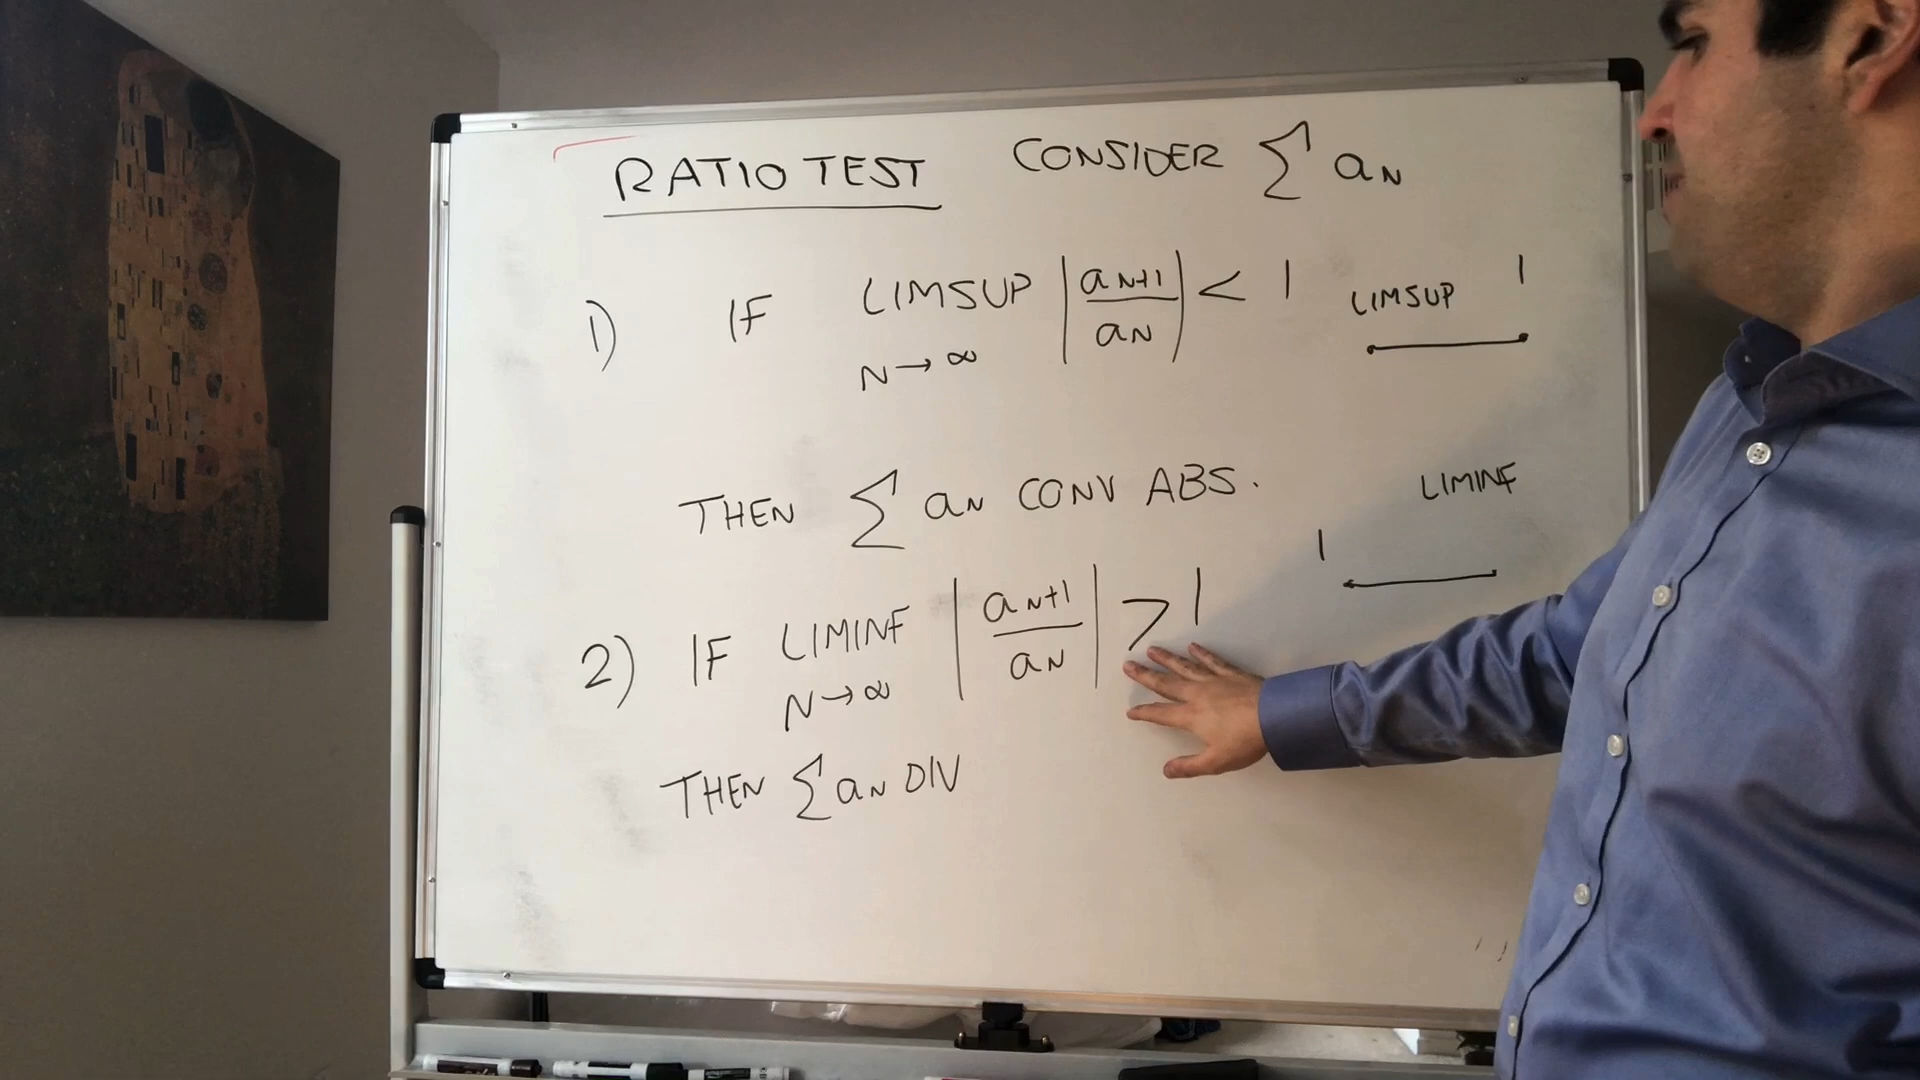 RATIO TEST CONSIDER ∑ aN
1) IF LIMSUP N→∞ |aN+1/aN| < 1
LIMSUP 1
THEN ∑ aN CONV ABS.
LIMINF
1
2) IF LIMINF N→∞ |aN+1/aN| > 1
THEN ∑ aN DIV